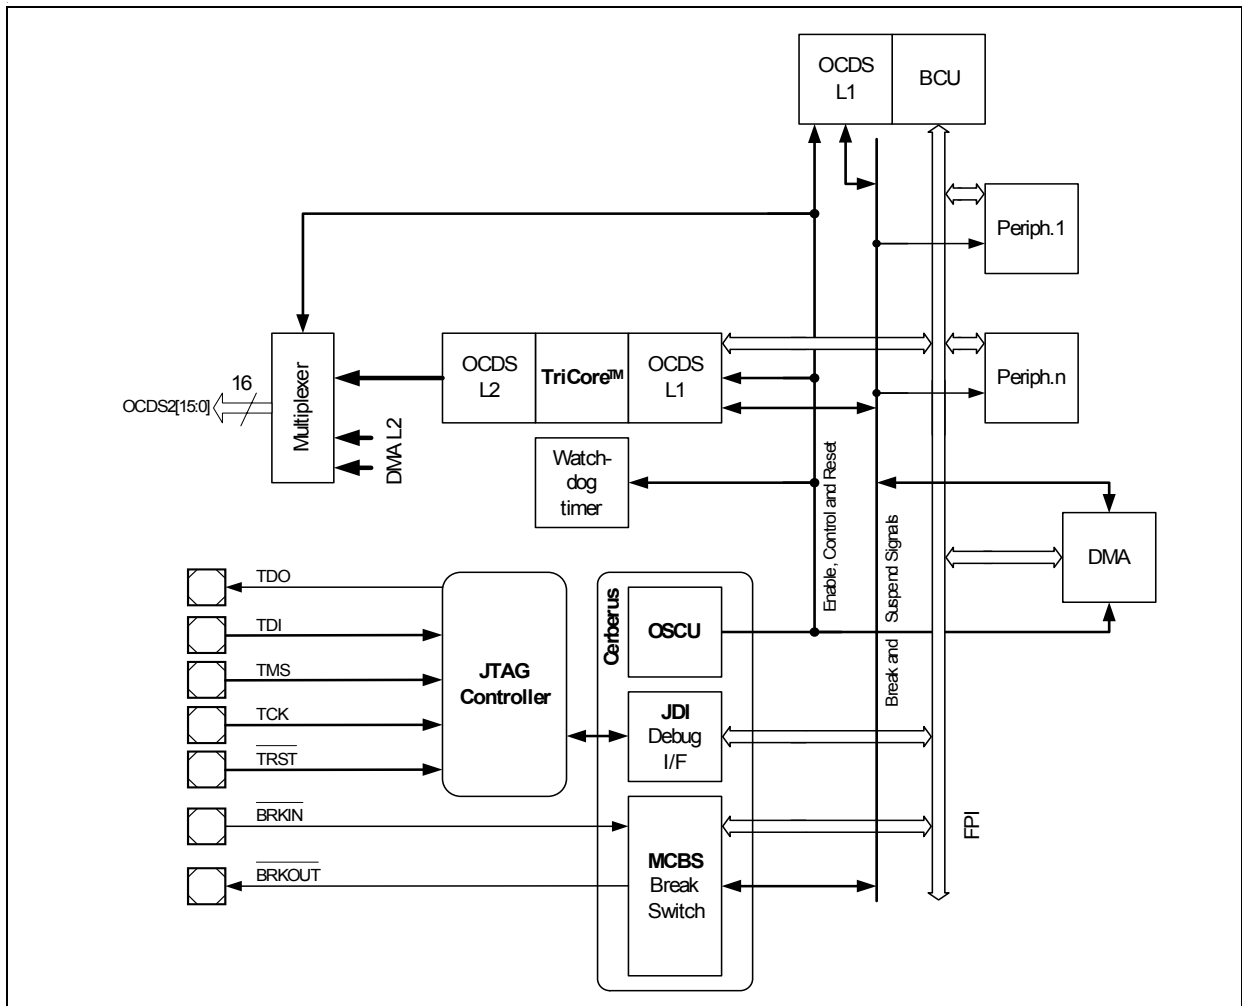 OCDS
L1
BCU
Periph.1
16
OCDS2[15:0]
Multiplexer
OCDS
L2
TriCore™
OCDS
L1
Periph.n
DMA L2
Watch-
dog
timer
Enable, Control and Reset
Break and Suspend Signals
DMA
TDO
TDI
TMS
TCK
TRST
BRKIN
BRKOUT
JTAG
Controller
Cerberus
OSCU
JDI
Debug
I/F
MCBS
Break
Switch
FPI